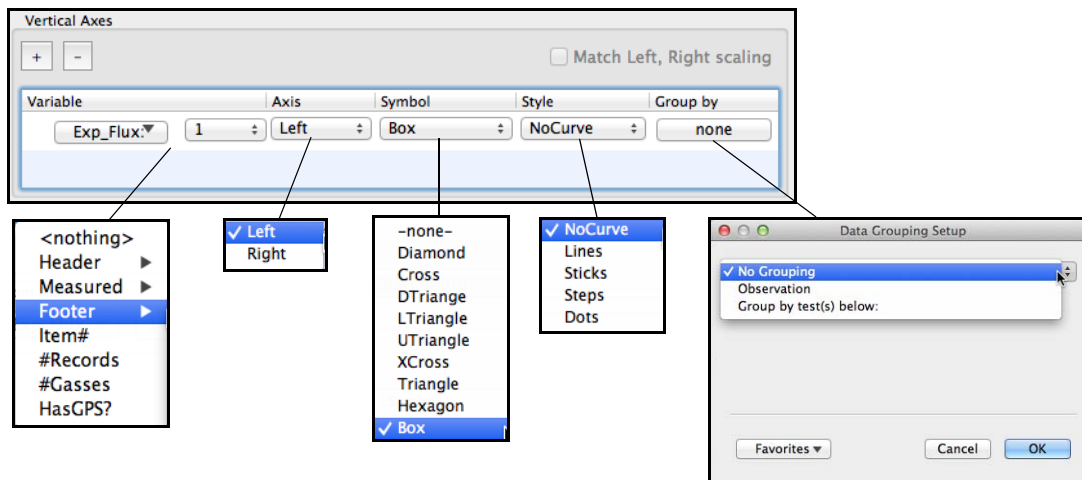 Vertical Axes
+ -
Match Left, Right scaling
Variable Axis Symbol Style Group by
Exp_Flux: 1 Left Box NoCurve none
<nothing>
Header
Measured
Footer
Item#
#Records
#Gasses
HasGPS?
Left
Right
-none-
Diamond
Cross
DTriange
LTriangle
UTriangle
XCross
Triangle
Hexagon
Box
NoCurve
Lines
Sticks
Steps
Dots
Data Grouping Setup
No Grouping
Observation
Group by test(s) below:
Favorites Cancel OK